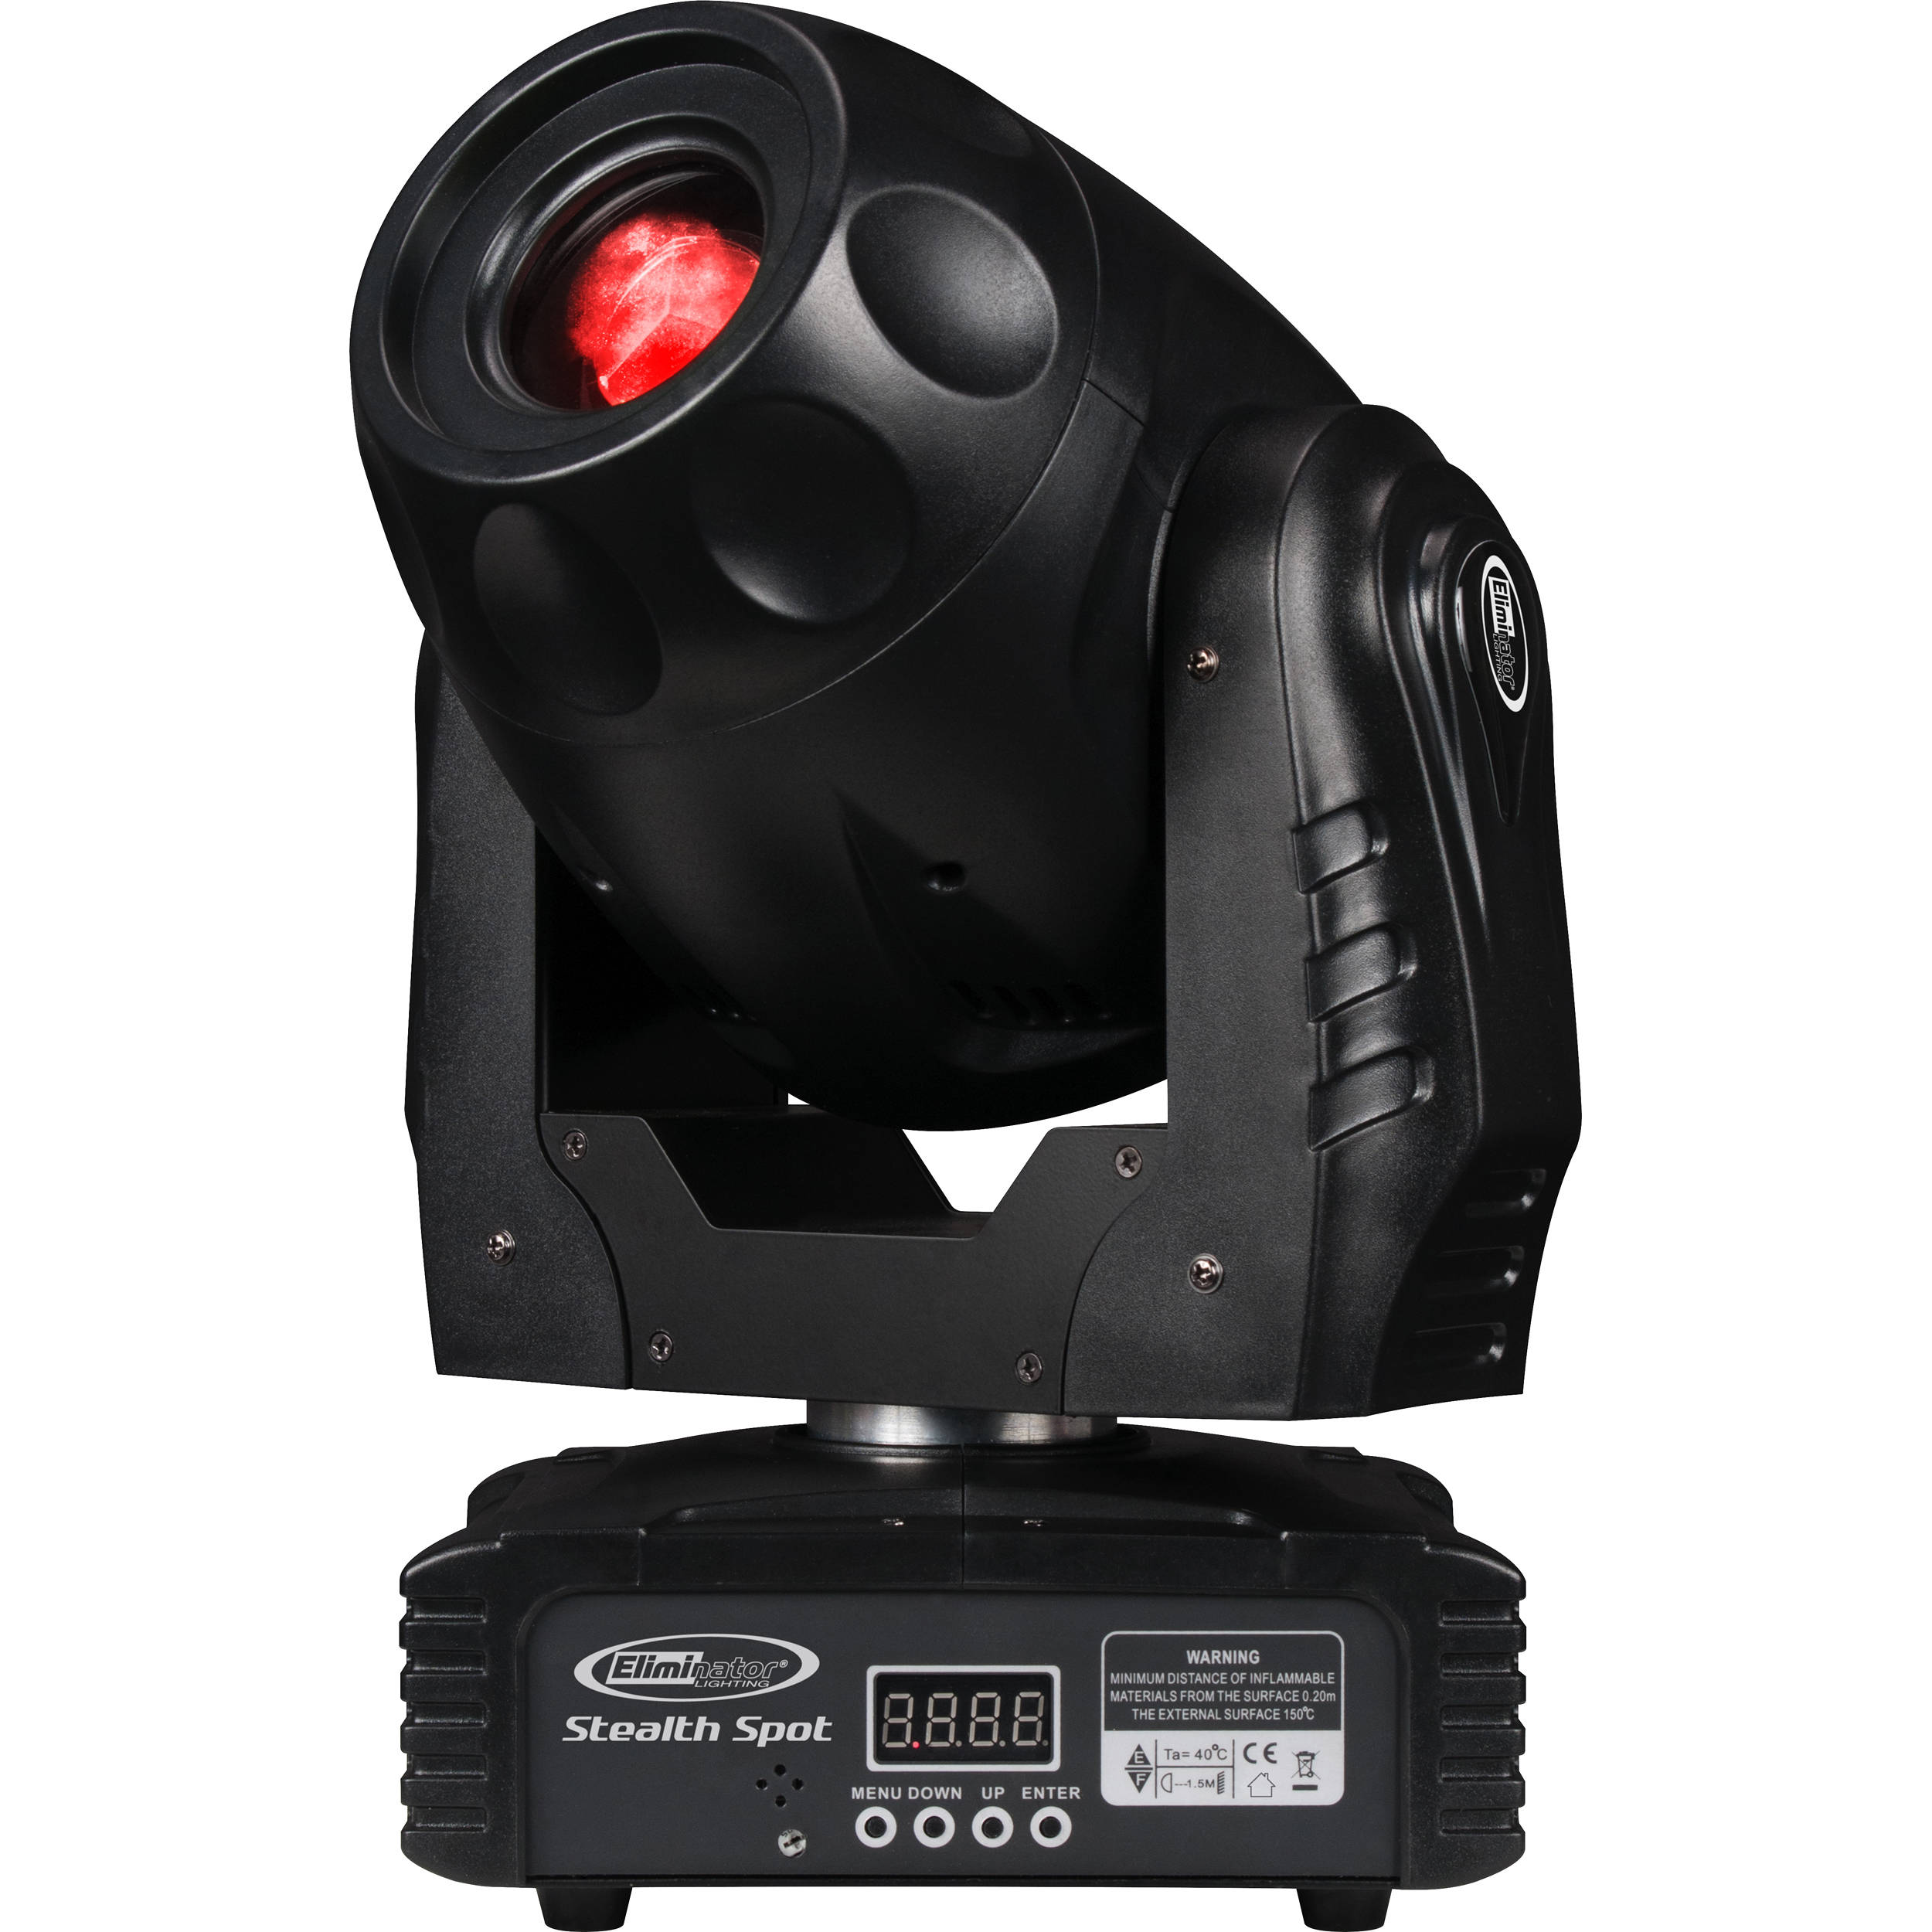 Eliminator
LIGHTING
Eliminator®
LIGHTING
Stealth Spot
8.8.8.8.
MENU DOWN UP ENTER
WARNING
MINIMUM DISTANCE OF INFLAMMABLE
MATERIALS FROM THE SURFACE 0.20m
THE EXTERNAL SURFACE 150℃
E
F
Ta= 40℃
---1.5M
CE